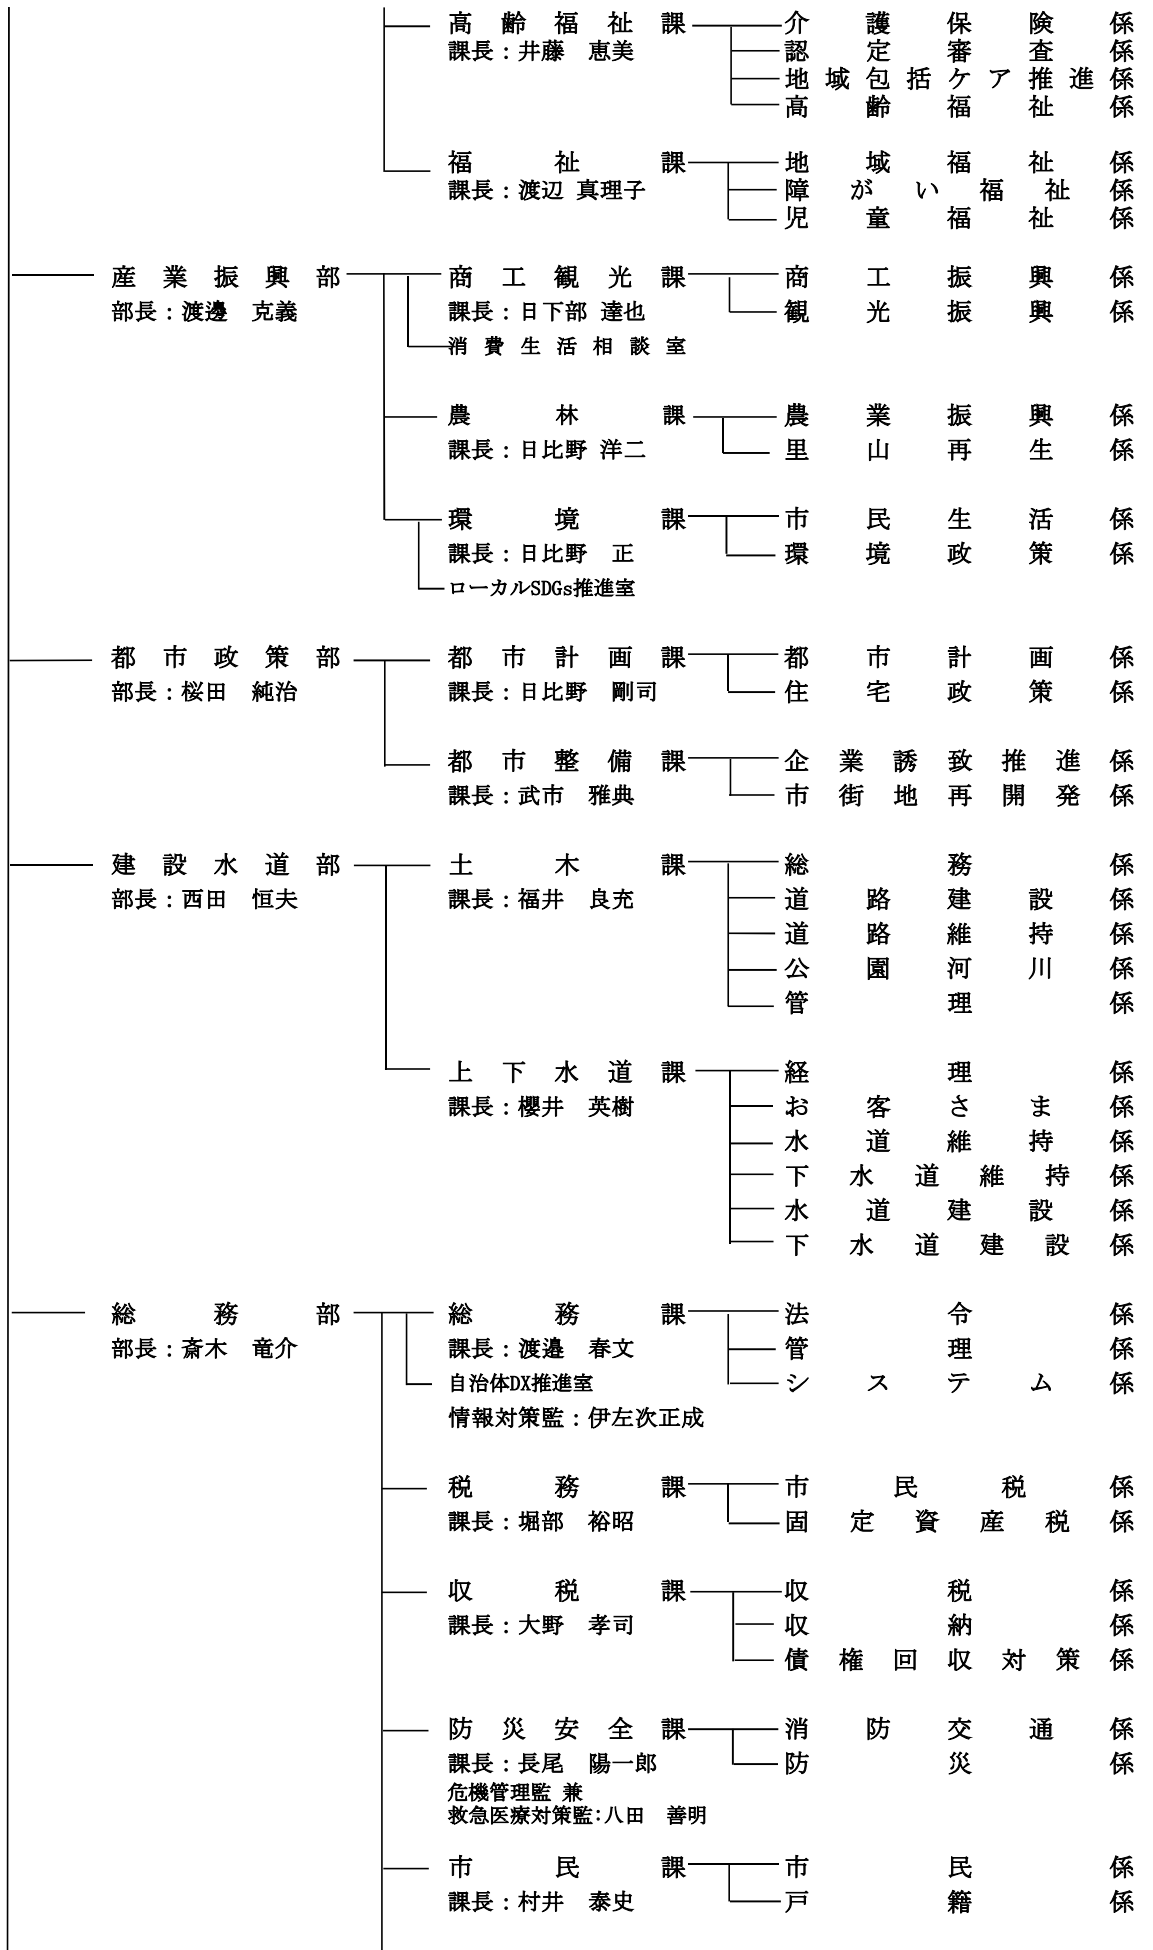 高齢福祉課 介護保険係
課長：井藤　恵美 認定審査係
地域包括ケア推進係
高齢福祉係
福祉課 地域福祉係
課長：渡辺 真理子 障がい福祉係
児童福祉係
産業振興部 商工観光課 商工振興係
部長：渡邊　克義 課長：日下部 達也 観光振興係
消費生活相談室
農林課 農業振興係
課長：日比野 洋二 里山再生係
環境課 市民生活係
課長：日比野　正 環境政策係
ローカルSDGs推進室
都市政策部 都市計画課 都市計画係
部長：桜田　純治 課長：日比野　剛司 住宅政策係
都市整備課 企業誘致推進係
課長：武市　雅典 市街地再開発係
建設水道部 土木課 総務係
部長：西田　恒夫 課長：福井　良充 道路建設係
道路維持係
公園河川係
管理係
上下水道課 経理係
課長：櫻井　英樹 お客さま係
水道維持係
下水道維持係
水道建設係
下水道建設係
総務部 総務課 法令係
部長：斎木　竜介 課長：渡邉　春文 管理係
自治体DX推進室 システム係
情報対策監：伊左次正成
税務課 市民税係
課長：堀部　裕昭 固定資産税係
収税課 収税係
課長：大野　孝司 収納係
債権回収対策係
防災安全課 消防交通係
課長：長尾　陽一郎 防災係
危機管理監 兼
救急医療対策監:八田　善明
市民課 市民係
課長：村井　泰史 戸籍係